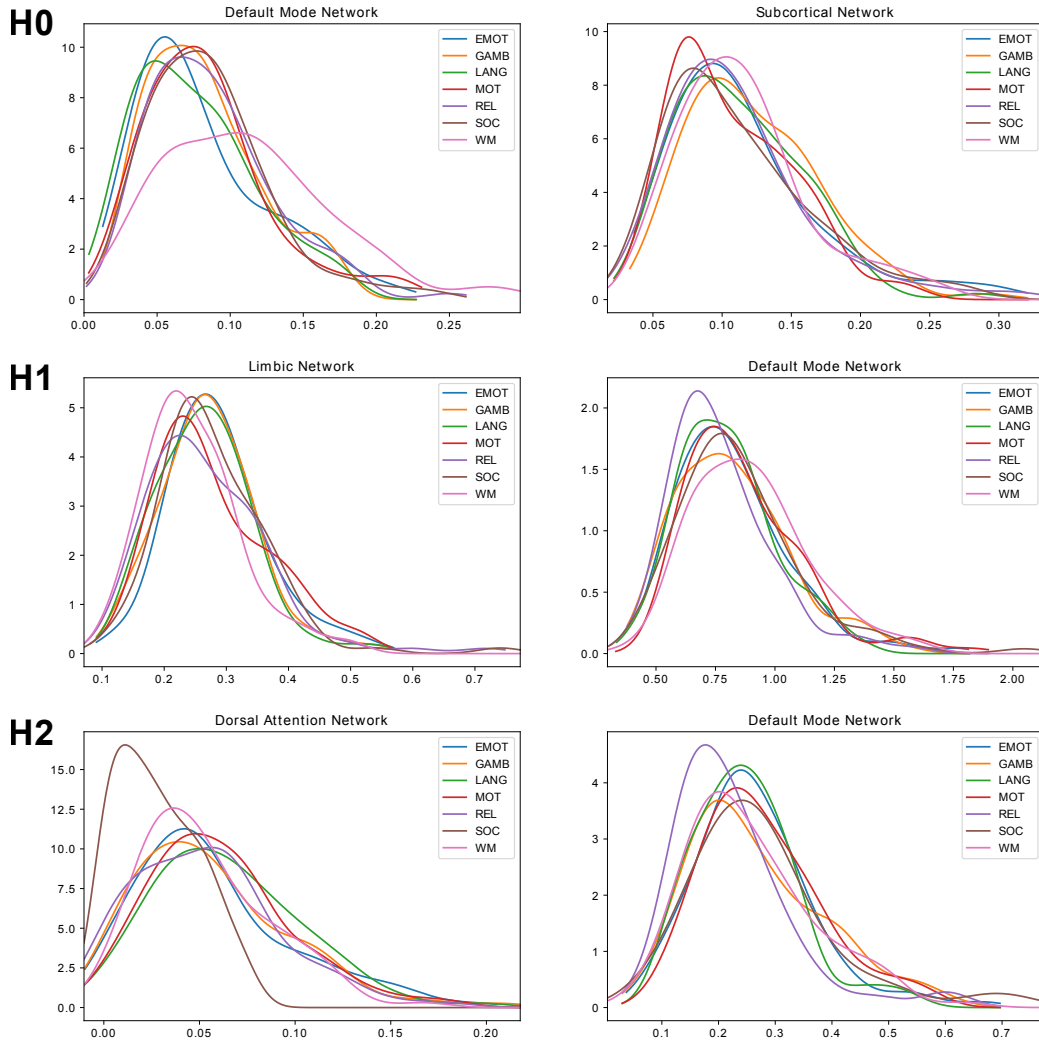 H0
Default Mode Network
10
8
6
4
2
0
0.00
0.05
0.10
0.15
0.20
0.25
EMOT
GAMB
LANG
MOT
REL
SOC
WM
Subcortical Network
10
8
6
4
2
0
0.05
0.10
0.15
0.20
0.25
0.30
EMOT
GAMB
LANG
MOT
REL
SOC
WM
H1
Limbic Network
5
4
3
2
1
0
0.1
0.2
0.3
0.4
0.5
0.6
0.7
EMOT
GAMB
LANG
MOT
REL
SOC
WM
Default Mode Network
2.0
1.5
1.0
0.5
0.0
0.50
0.75
1.00
1.25
1.50
1.75
2.00
EMOT
GAMB
LANG
MOT
REL
SOC
WM
H2
Dorsal Attention Network
15.0
12.5
10.0
7.5
5.0
2.5
0.0
0.00
0.05
0.10
0.15
0.20
EMOT
GAMB
LANG
MOT
REL
SOC
WM
Default Mode Network
4
3
2
1
0
0.1
0.2
0.3
0.4
0.5
0.6
0.7
EMOT
GAMB
LANG
MOT
REL
SOC
WM